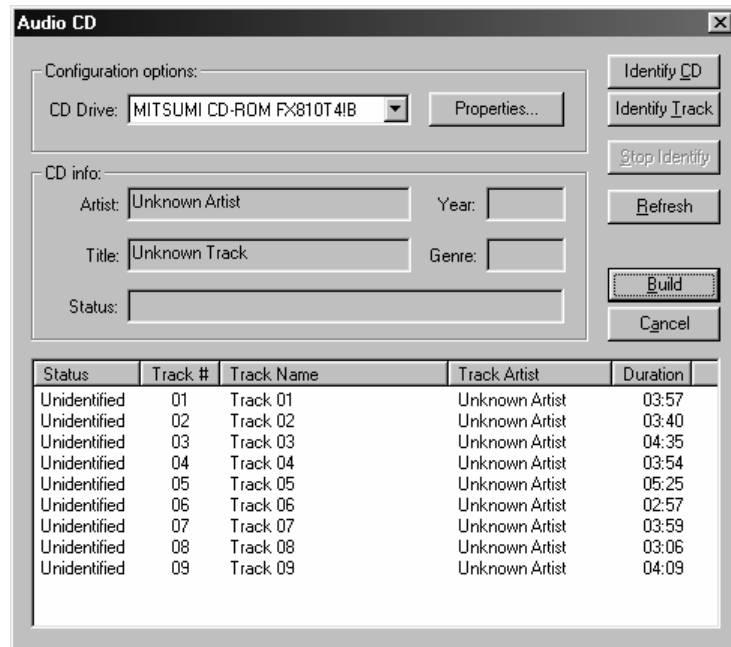 Audio CD
Configuration options:
CD Drive: MITSUMI CD-ROM FX810T4!B Properties...
Identify CD
Identify Track
Stop Identify
Refresh
Build
Cancel
CD info:
Artist: Unknown Artist Year:
Title: Unknown Track Genre:
Status:
Status Track # Track Name Track Artist Duration
Unidentified 01 Track 01 Unknown Artist 03:57
Unidentified 02 Track 02 Unknown Artist 03:40
Unidentified 03 Track 03 Unknown Artist 04:35
Unidentified 04 Track 04 Unknown Artist 03:54
Unidentified 05 Track 05 Unknown Artist 05:25
Unidentified 06 Track 06 Unknown Artist 02:57
Unidentified 07 Track 07 Unknown Artist 03:59
Unidentified 08 Track 08 Unknown Artist 03:06
Unidentified 09 Track 09 Unknown Artist 04:09